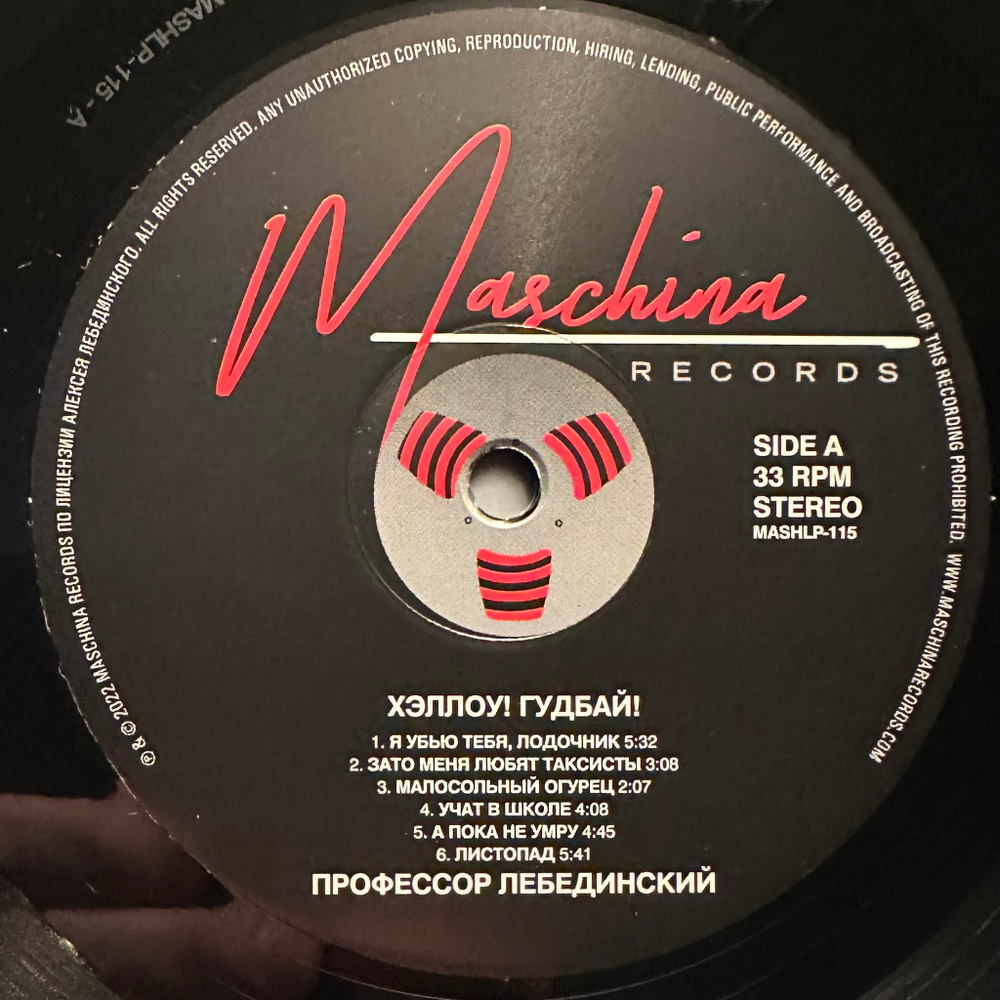 MASHLP-115 - A
℗ & © 2022 MASCHINA RECORDS ПО ЛИЦЕНЗИИ АЛЕКСЕЯ ЛЕБЕДИНСКОГО. ALL RIGHTS RESERVED. ANY UNAUTHORIZED COPYING, REPRODUCTION, HIRING, LENDING, PUBLIC PERFORMANCE AND BROADCASTING OF THIS RECORDING PROHIBITED. WWW.MASCHINARECORDS.COM
Maschina
RECORDS
SIDE A
33 RPM
STEREO
MASHLP-115
ХЭЛЛОУ! ГУДБАЙ!
1. Я УБЬЮ ТЕБЯ, ЛОДОЧНИК 5:32
2. ЗАТО МЕНЯ ЛЮБЯТ ТАКСИСТЫ 3:08
3. МАЛОСОЛЬНЫЙ ОГУРЕЦ 2:07
4. УЧАТ В ШКОЛЕ 4:08
5. А ПОКА НЕ УМРУ 4:45
6. ЛИСТОПАД 5:41
ПРОФЕССОР ЛЕБЕДИНСКИЙ